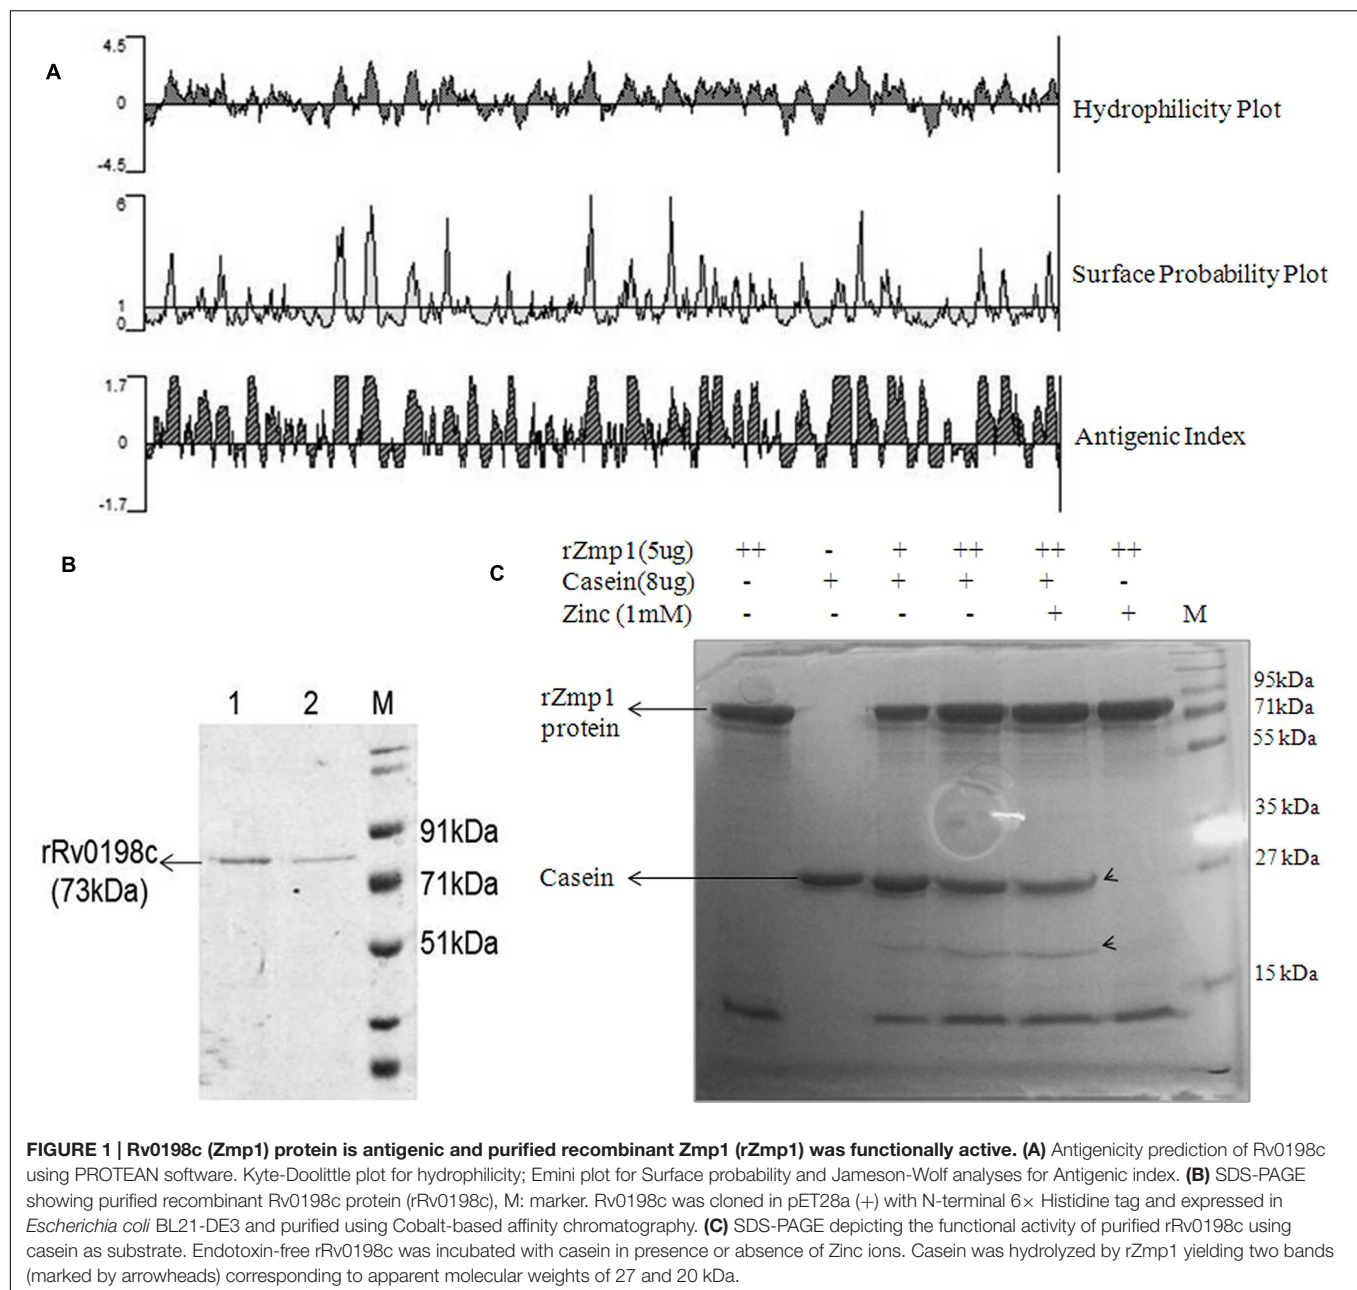 A
4.5
0
-4.5
Hydrophilicity Plot
6
1
0
Surface Probability Plot
1.7
0
-1.7
Antigenic Index
B
1 2 M
rRv0198c
(73kDa)
91kDa
71kDa
51kDa
C
rZmp1(5ug) ++ - + ++ ++ ++
Casein(8ug) - + + + + -
Zinc (1mM) - - - - + + M
rZmp1
protein
Casein
95kDa
71kDa
55 kDa
35 kDa
27 kDa
15 kDa
FIGURE 1 | Rv0198c (Zmp1) protein is antigenic and purified recombinant Zmp1 (rZmp1) was functionally active. (A) Antigenicity prediction of Rv0198c
using PROTEAN software. Kyte-Doolittle plot for hydrophilicity; Emini plot for Surface probability and Jameson-Wolf analyses for Antigenic index. (B) SDS-PAGE
showing purified recombinant Rv0198c protein (rRv0198c), M: marker. Rv0198c was cloned in pET28a (+) with N-terminal 6× Histidine tag and expressed in
Escherichia coli BL21-DE3 and purified using Cobalt-based affinity chromatography. (C) SDS-PAGE depicting the functional activity of purified rRv0198c using
casein as substrate. Endotoxin-free rRv0198c was incubated with casein in presence or absence of Zinc ions. Casein was hydrolyzed by rZmp1 yielding two bands
(marked by arrowheads) corresponding to apparent molecular weights of 27 and 20 kDa.